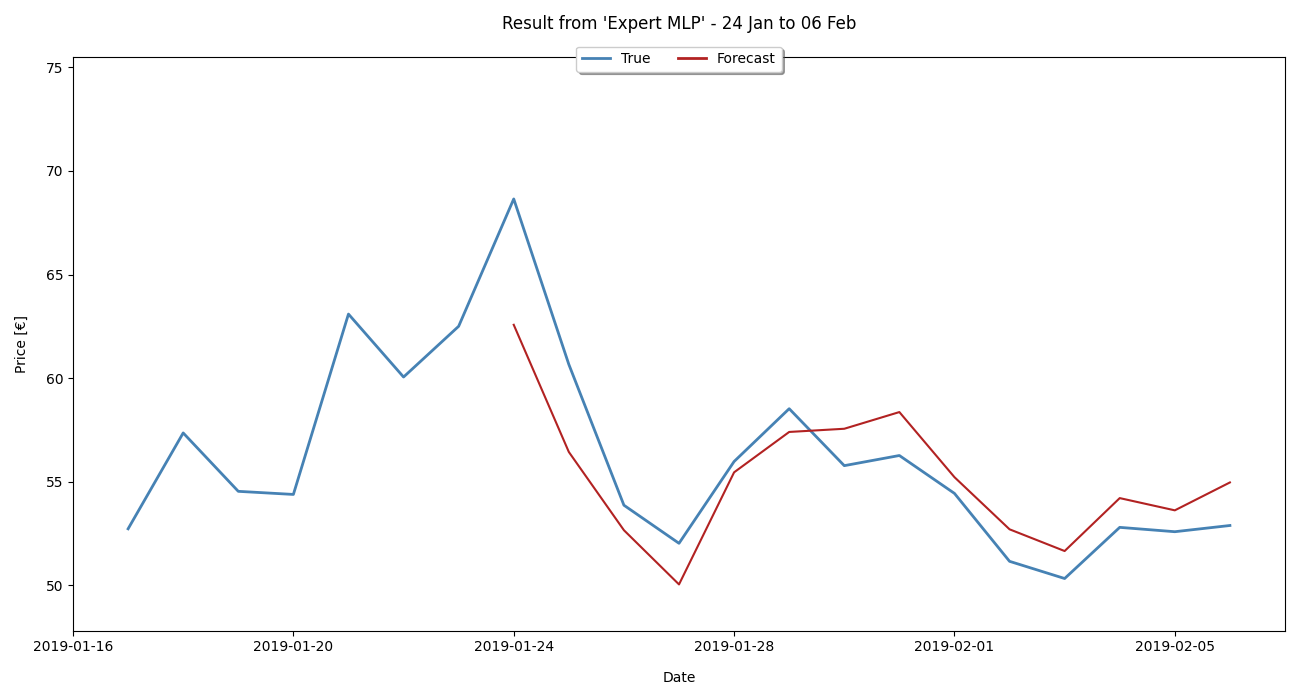 Result from 'Expert MLP' - 24 Jan to 06 Feb
True
Forecast
75
70
65
60
55
50
Price [€]
2019-01-16
2019-01-20
2019-01-24
2019-01-28
2019-02-01
2019-02-05
Date